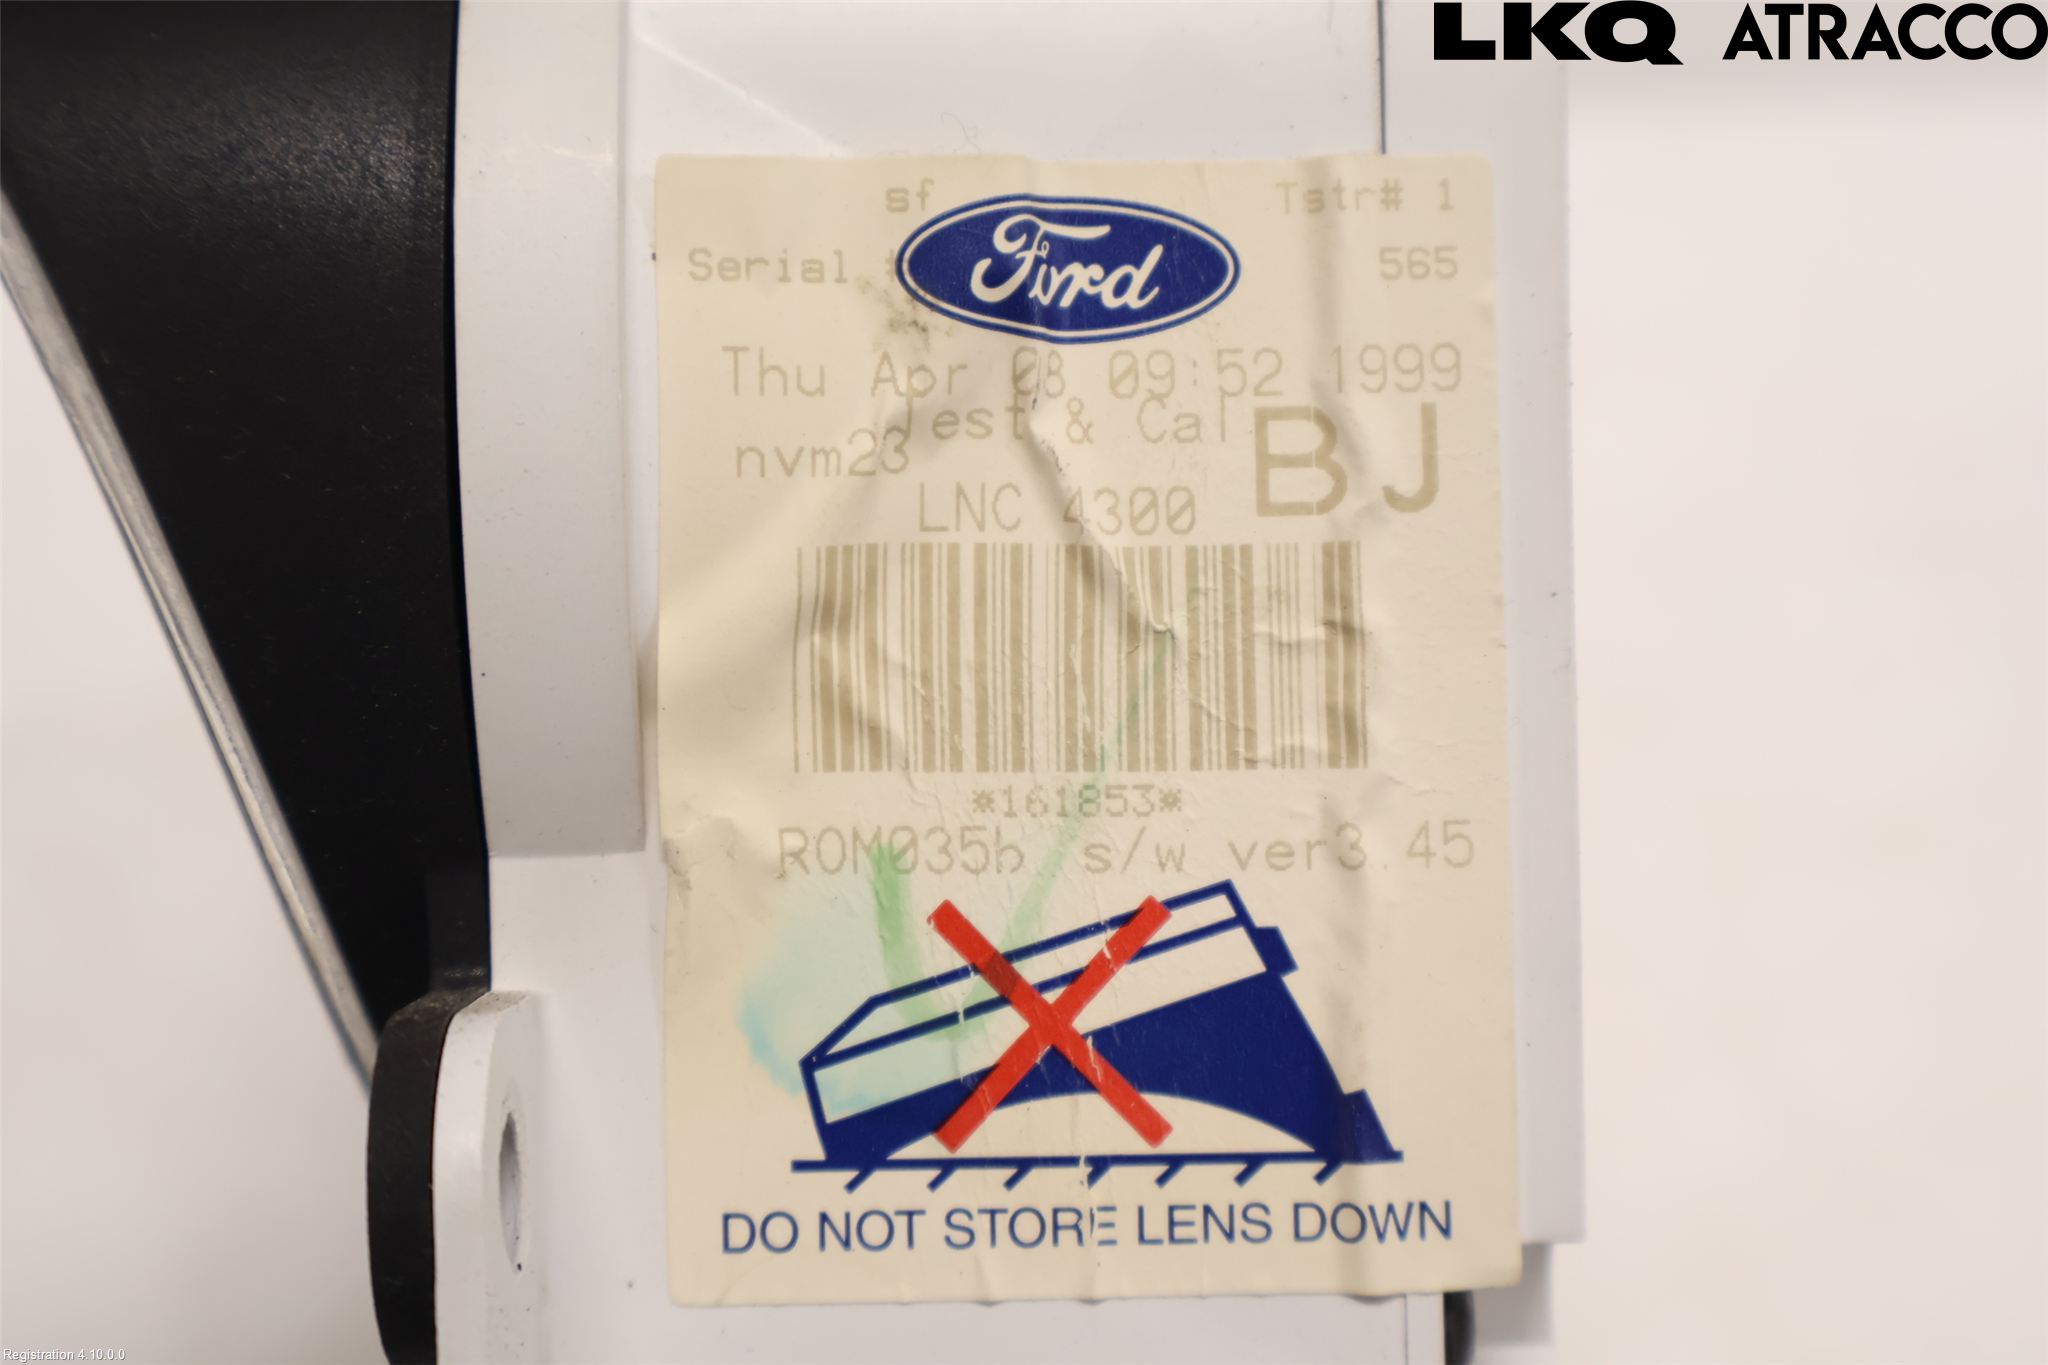 LKQ ATRACCO
sf Tstr# 1
Serial # 565
Ford
Thu Apr 08 09:52 1999
Test & Cal
nvm23
BJ
LNC 4300
*161853*
ROM035b s/w ver3.45
DO NOT STORE LENS DOWN
Registration 4.10.0.0